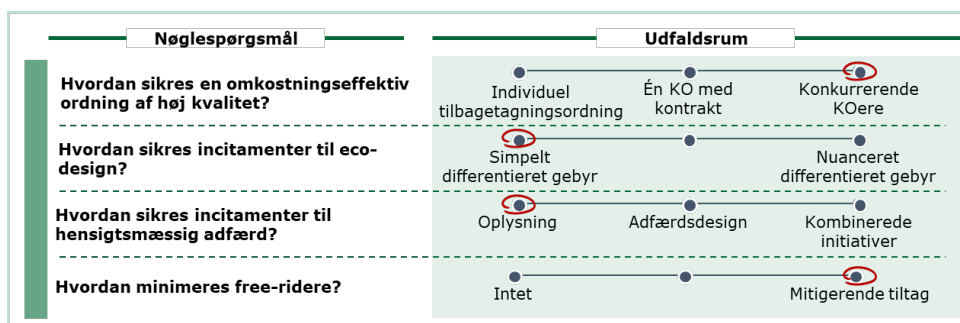 Nøglespørgsmål
Udfaldsrum
Hvordan sikres en omkostningseffektiv
ordning af høj kvalitet?
Individuel
tilbagetagningsordning
Én KO med
kontrakt
Konkurrerende
KOere
Hvordan sikres incitamenter til eco-
design?
Simpelt
differentieret gebyr
Nuanceret
differentieret gebyr
Hvordan sikres incitamenter til
hensigtsmæssig adfærd?
Oplysning
Adfærdsdesign
Kombinerede
initiativer
Hvordan minimeres free-ridere?
Intet
Mitigerende tiltag